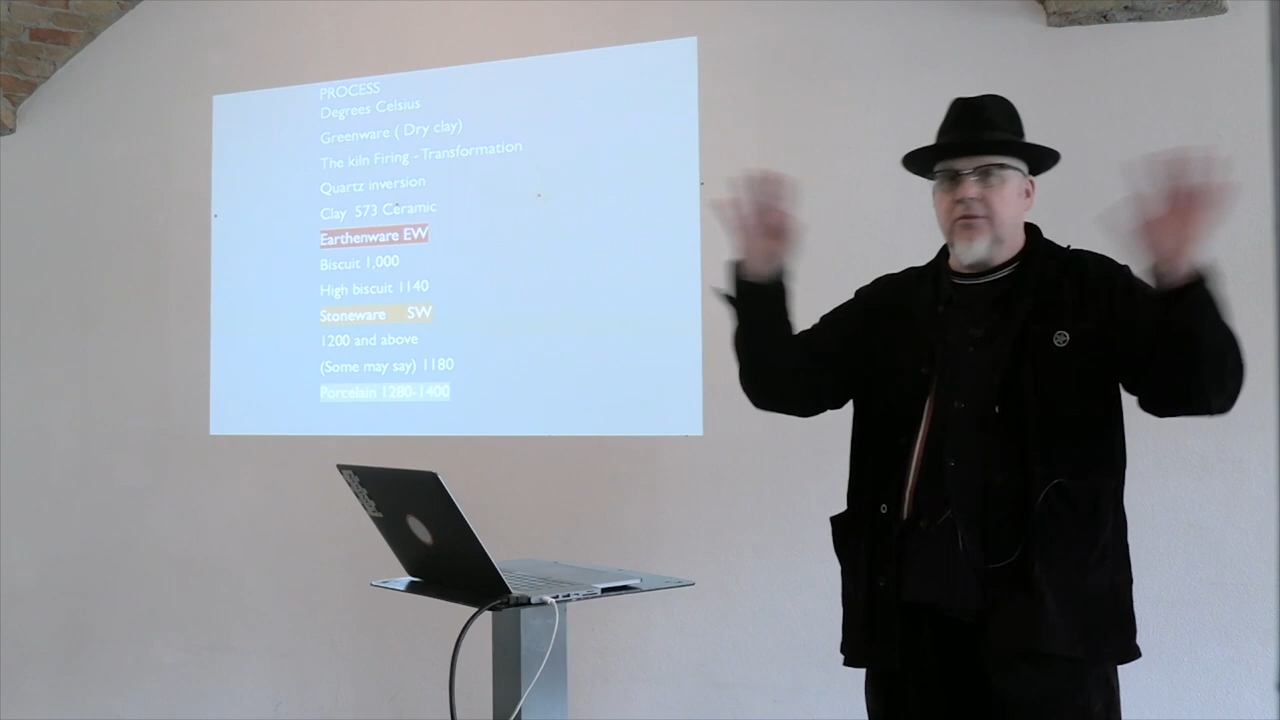 PROCESS
Degrees Celsius
Greenware ( Dry clay)
The kiln Firing - Transformation
Quartz inversion
Clay 573 Ceramic
Earthenware EW
Biscuit 1,000
High biscuit 1140
Stoneware SW
1200 and above
(Some may say) 1180
Porcelain 1280-1400